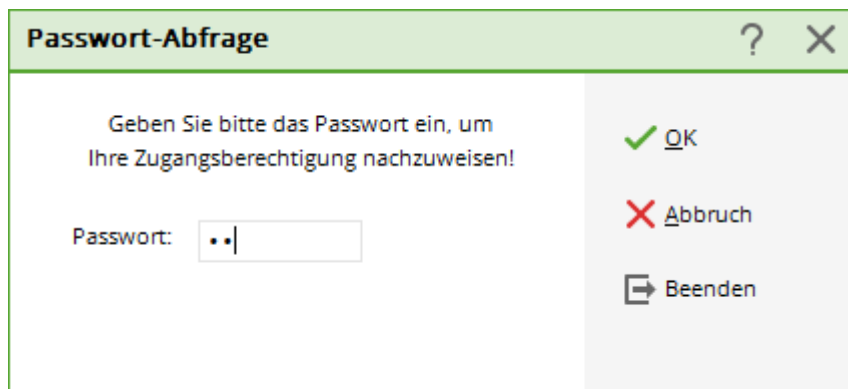 Passwort-Abfrage
Geben Sie bitte das Passwort ein, um
Ihre Zugangsberechtigung nachzuweisen!
Passwort: ••
OK
Abbruch
Beenden